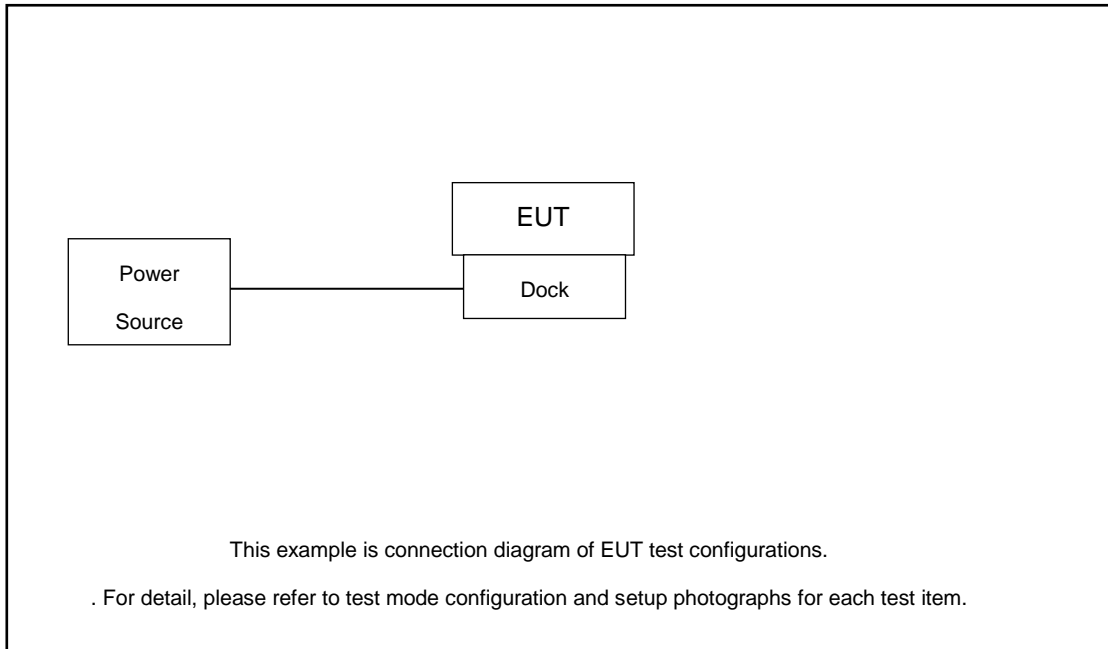 EUT
Power
Source
Dock
This example is connection diagram of EUT test configurations.
. For detail, please refer to test mode configuration and setup photographs for each test item.